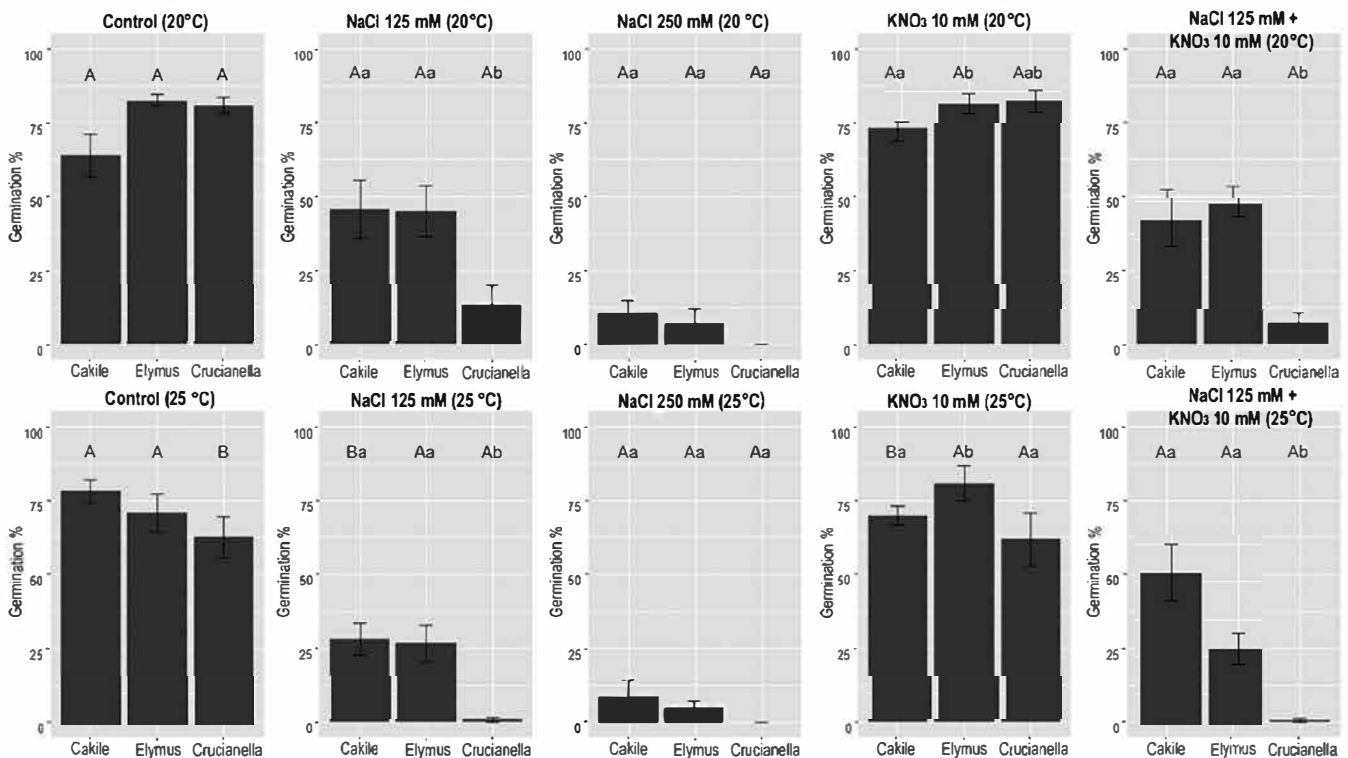 Control (20°C)
100
75
50
25
0
Germination %
A A A
Cakile Elymus Crucianella
NaCl 125 mM (20°C)
100
75
50
25
0
Germination %
Aa Aa Ab
Cakile Elymus Crucianella
NaCl 250 mM (20 °C)
100
75
50
25
0
Germination %
Aa Aa Aa
Cakile Elymus Crucianella
KNO₃ 10 mM (20°C)
100
75
50
25
0
Germination %
Aa Ab Aab
Cakile Elymus Crucianella
NaCl 125 mM +
KNO₃ 10 mM (20°C)
100
75
50
25
0
Germination %
Aa Aa Ab
Cakile Elymus Crucianella
Control (25 °C)
100
75
50
25
0
Germination %
A A B
Cakile Elymus Crucianella
NaCl 125 mM (25 °C)
100
75
50
25
0
Germination %
Ba Aa Ab
Cakile Elymus Crucianella
NaCl 250 mM (25°C)
100
75
50
25
0
Germination %
Aa Aa Aa
Cakile Elymus Crucianella
KNO₃ 10 mM (25°C)
100
75
50
25
0
Germination %
Ba Ab Aa
Cakile Elymus Crucianella
NaCl 125 mM +
KNO₃ 10 mM (25°C)
100
75
50
25
0
Germination %
Aa Aa Ab
Cakile Elymus Crucianella